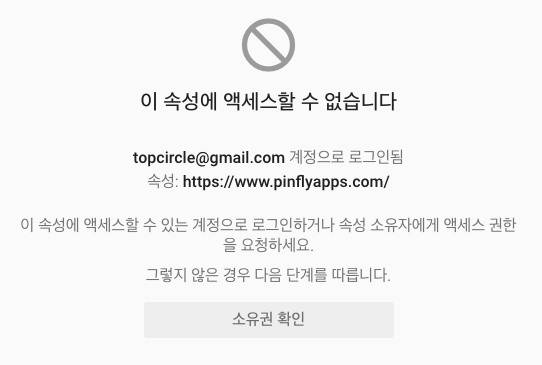 이 속성에 액세스할 수 없습니다
topcircle@gmail.com 계정으로 로그인됨
속성: https://www.pinflyapps.com/
이 속성에 액세스할 수 있는 계정으로 로그인하거나 속성 소유자에게 액세스 권한
을 요청하세요.
그렇지 않은 경우 다음 단계를 따릅니다.
소유권 확인